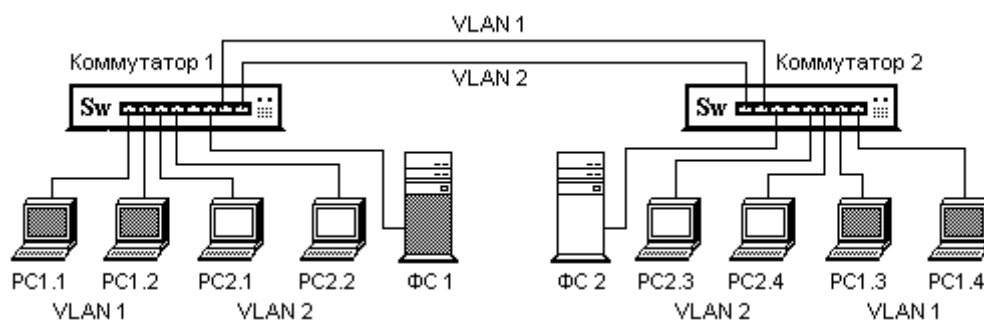 VLAN 1
Коммутатор 1
Коммутатор 2
VLAN 2
Sw
Sw
PC1.1 PC1.2 PC2.1 PC2.2 ФС 1 ФС 2 PC2.3 PC2.4 PC1.3 PC1.4
VLAN 1 VLAN 2 VLAN 2 VLAN 1